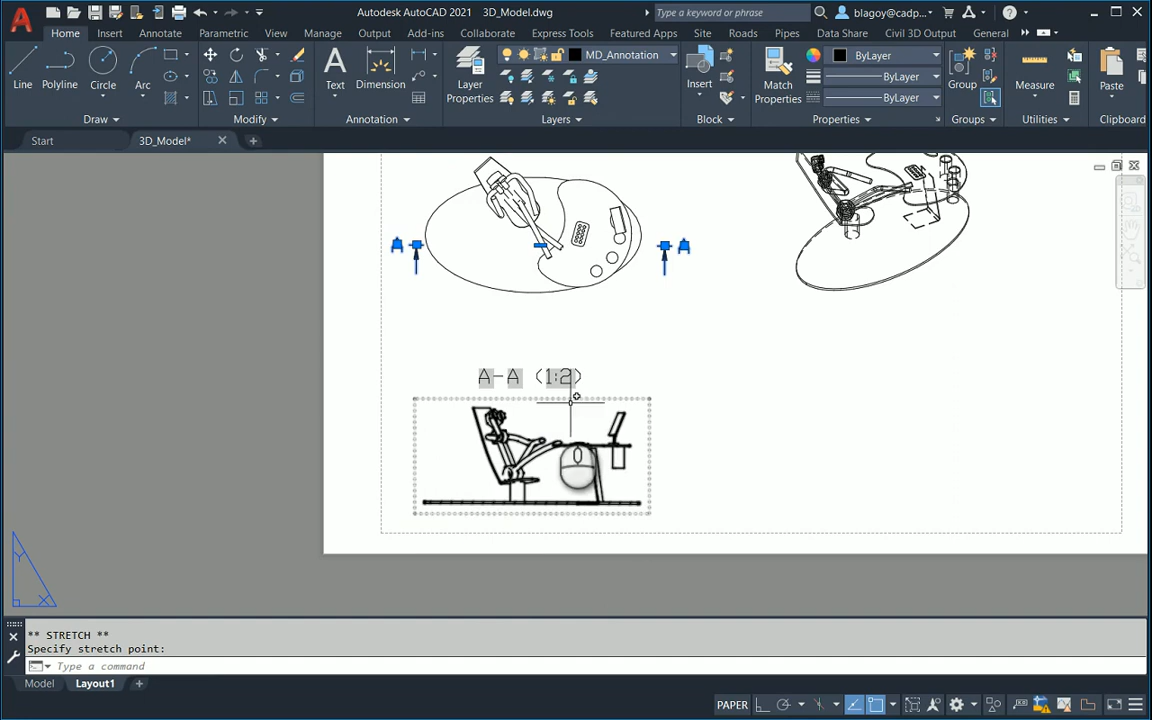 Autodesk AutoCAD 2021 3D_Model.dwg
Type a keyword or phrase
blagoy@cadp...
Home Insert Annotate Parametric View Manage Output Add-ins Collaborate Express Tools Featured Apps Site Roads Pipes Data Share Civil 3D Output General
Line Polyline Circle Arc
Text Dimension
Layer Properties
MD_Annotation
Insert
Match Properties
ByLayer
ByLayer
ByLayer
Group
Measure
Paste
Draw Modify Annotation Layers Block Properties Groups Utilities Clipboard
Start 3D_Model*
A A
A-A (1:2)
Y
X
** STRETCH **
Specify stretch point:
Type a command
Model Layout1
PAPER